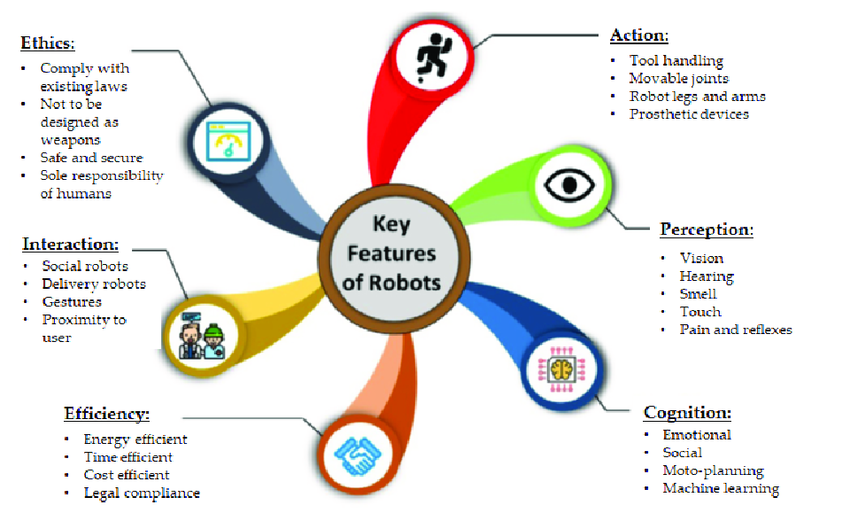 Ethics:
• Comply with
existing laws
• Not to be
designed as
weapons
• Safe and secure
• Sole responsibility
of humans
Action:
• Tool handling
• Movable joints
• Robot legs and arms
• Prosthetic devices
Key
Features
of Robots
Perception:
• Vision
• Hearing
• Smell
• Touch
• Pain and reflexes
Interaction:
• Social robots
• Delivery robots
• Gestures
• Proximity to
user
Efficiency:
• Energy efficient
• Time efficient
• Cost efficient
• Legal compliance
Cognition:
• Emotional
• Social
• Moto-planning
• Machine learning